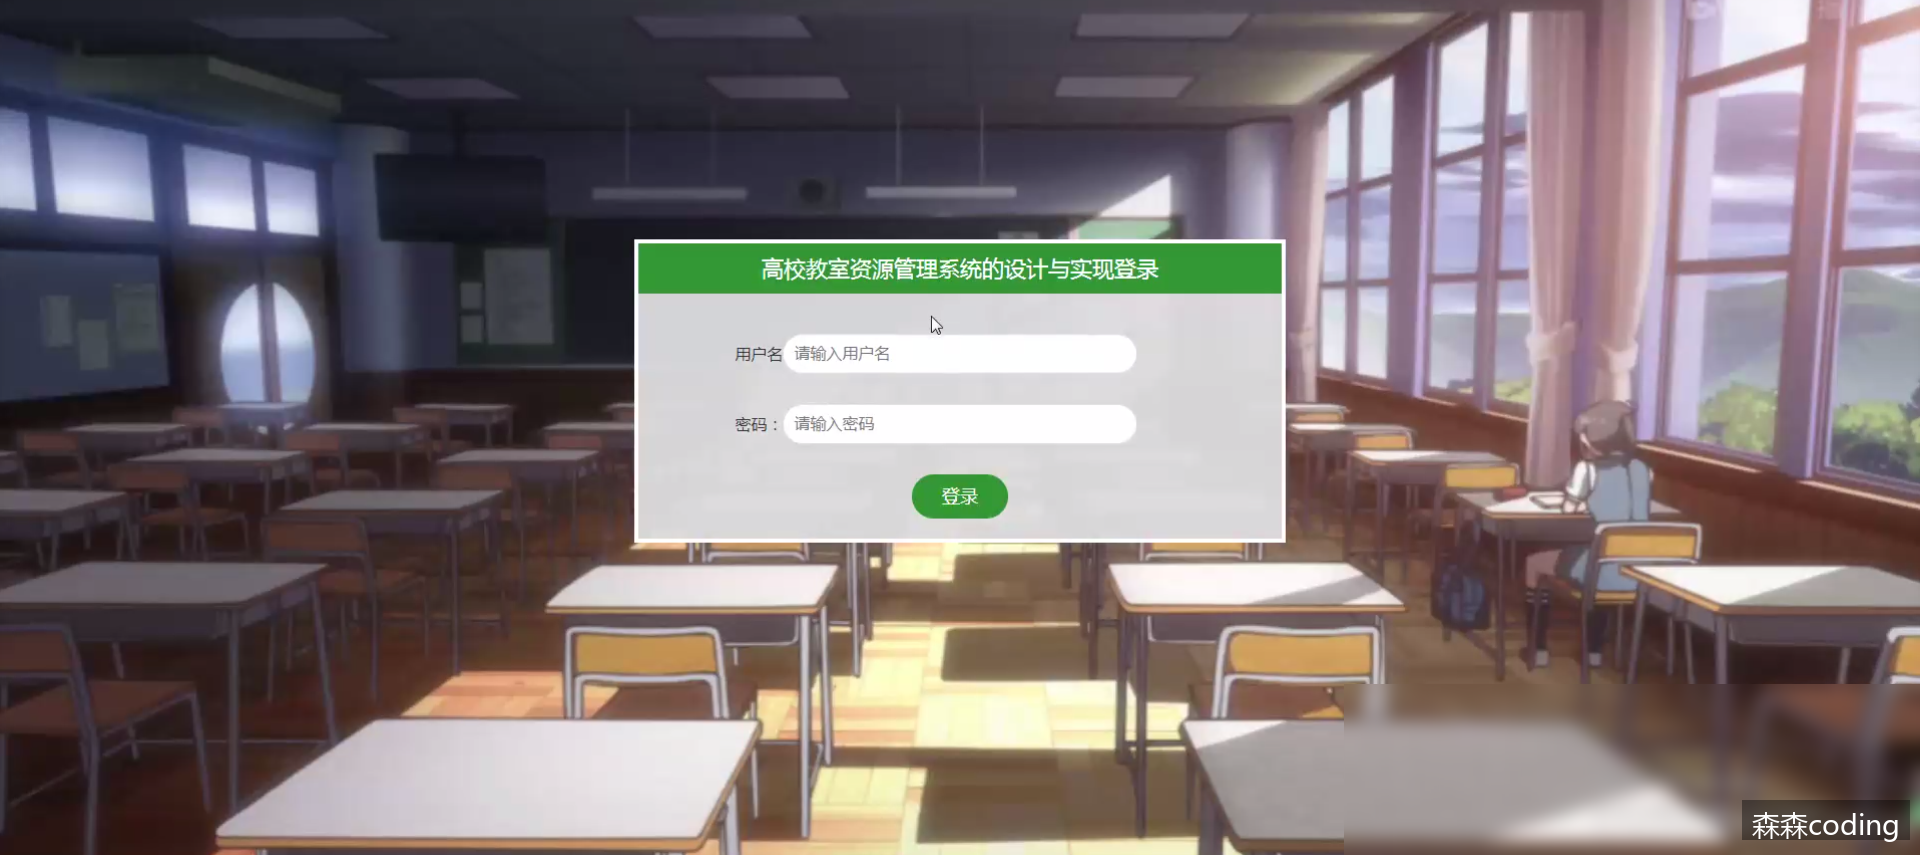 高校教室资源管理系统的设计与实现登录
用户名 请输入用户名
密码： 请输入密码
登录
森森coding